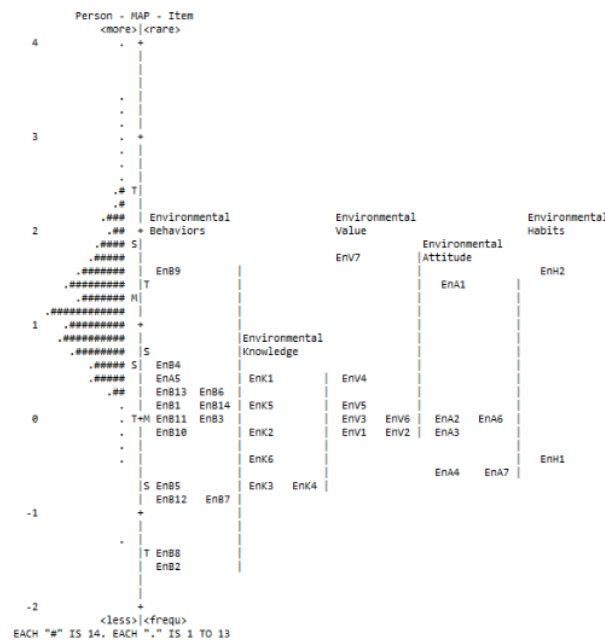 Person - MAP - Item
<more>|<rare>
4 . +
|
|
|
|
|
. |
. |
. |
3 . +
. |
. |
. |
. |
.# T|
.# |
.### | Environmental Environmental Environmental
2 .## + Behaviors Value Habits
.#### S| | Environmental
.##### | EnV7 | Attitude
.####### | EnB9 | | | EnH2
.######### |T | | EnA1 |
.####### M| | | |
.############ | | | |
1 .######### + | | |
.########## | |Environmental | |
.######## |S |Knowledge | |
.##### S| EnB4 | | |
.##### | EnA5 | EnK1 | EnV4 | |
.## | EnB13 EnB6 | | | |
. | EnB1 EnB14 | EnK5 | EnV5 | |
0 . T+M EnB11 EnB3 | | EnV3 EnV6 | EnA2 EnA6 |
. | EnB10 | EnK2 | EnV1 EnV2 | EnA3 |
. | | | |
. | | EnK6 | | EnH1
| | | EnA4 EnA7 |
|S EnB5 | EnK3 EnK4 |
| EnB12 EnB7 |
-1 + |
| |
. | |
|T EnB8 |
| EnB2 |
|
|
-2 +
<less>|<frequ>
EACH "#" IS 14. EACH "." IS 1 TO 13